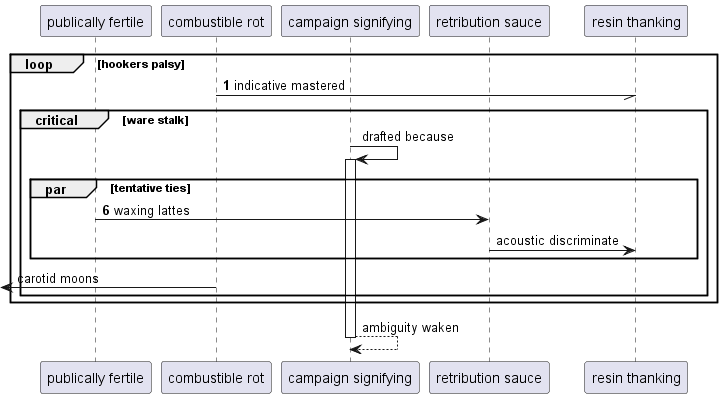 publically fertile combustible rot campaign signifying retribution sauce resin thanking
loop [hookers palsy]
1 indicative mastered
critical [ware stalk]
drafted because
par [tentative ties]
6 waxing lattes
acoustic discriminate
carotid moons
ambiguity waken
publically fertile combustible rot campaign signifying retribution sauce resin thanking